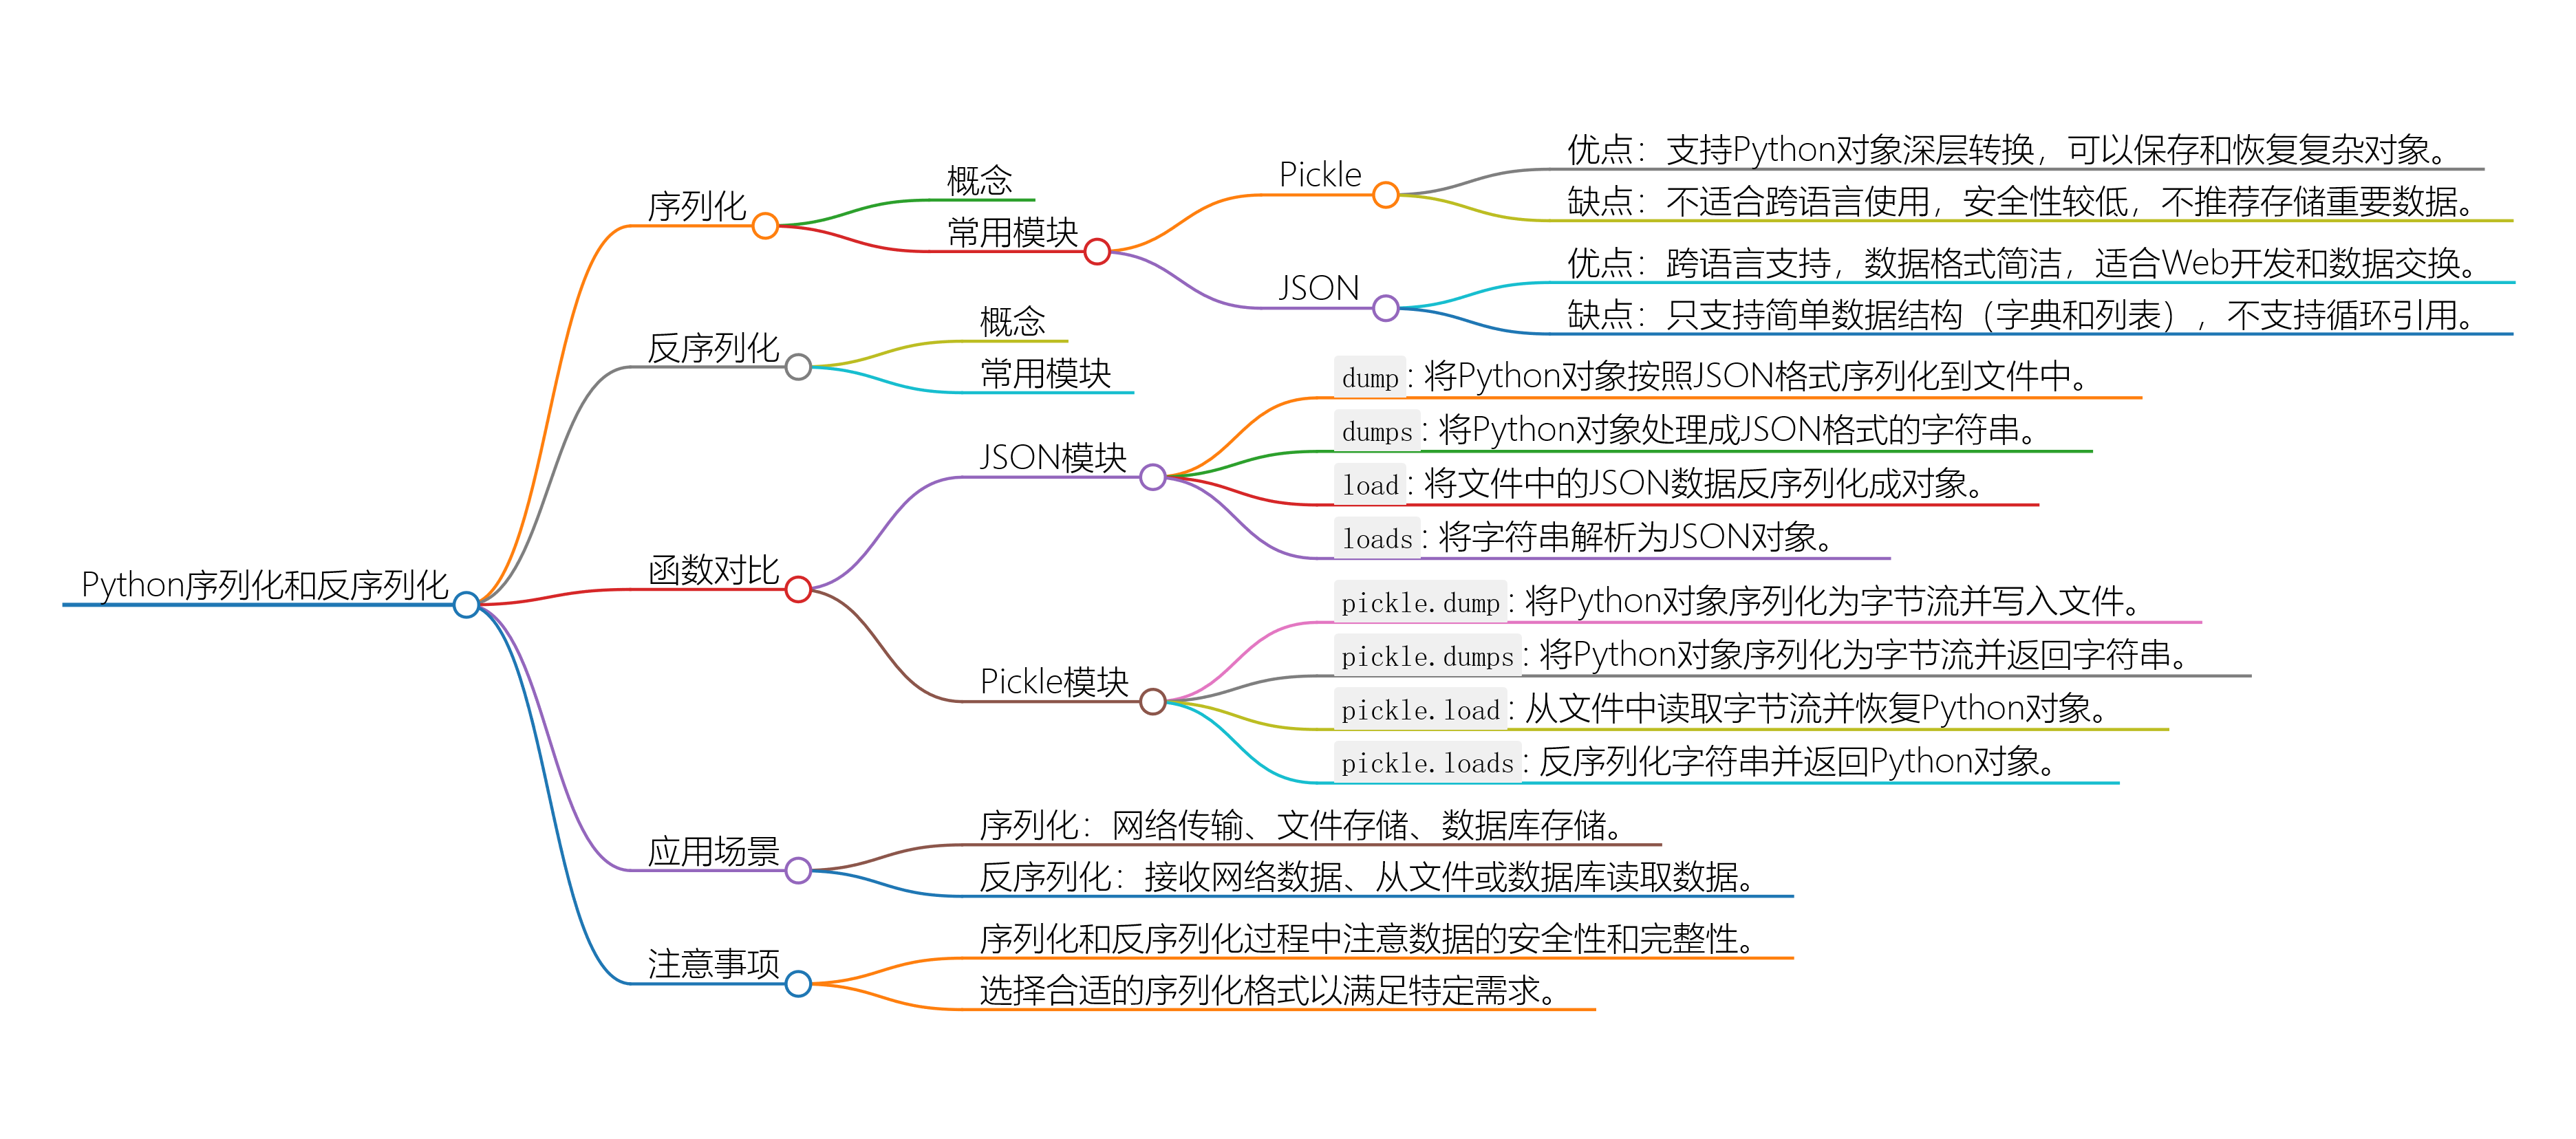 Python序列化和反序列化
序列化
概念
常用模块
Pickle
优点：支持Python对象深层转换，可以保存和恢复复杂对象。
缺点：不适合跨语言使用，安全性较低，不推荐存储重要数据。
JSON
优点：跨语言支持，数据格式简洁，适合Web开发和数据交换。
缺点：只支持简单数据结构（字典和列表），不支持循环引用。
反序列化
概念
常用模块
函数对比
JSON模块
dump: 将Python对象按照JSON格式序列化到文件中。
dumps: 将Python对象处理成JSON格式的字符串。
load: 将文件中的JSON数据反序列化成对象。
loads: 将字符串解析为JSON对象。
Pickle模块
pickle.dump: 将Python对象序列化为字节流并写入文件。
pickle.dumps: 将Python对象序列化为字节流并返回字符串。
pickle.load: 从文件中读取字节流并恢复Python对象。
pickle.loads: 反序列化字符串并返回Python对象。
应用场景
序列化：网络传输、文件存储、数据库存储。
反序列化：接收网络数据、从文件或数据库读取数据。
注意事项
序列化和反序列化过程中注意数据的安全性和完整性。
选择合适的序列化格式以满足特定需求。